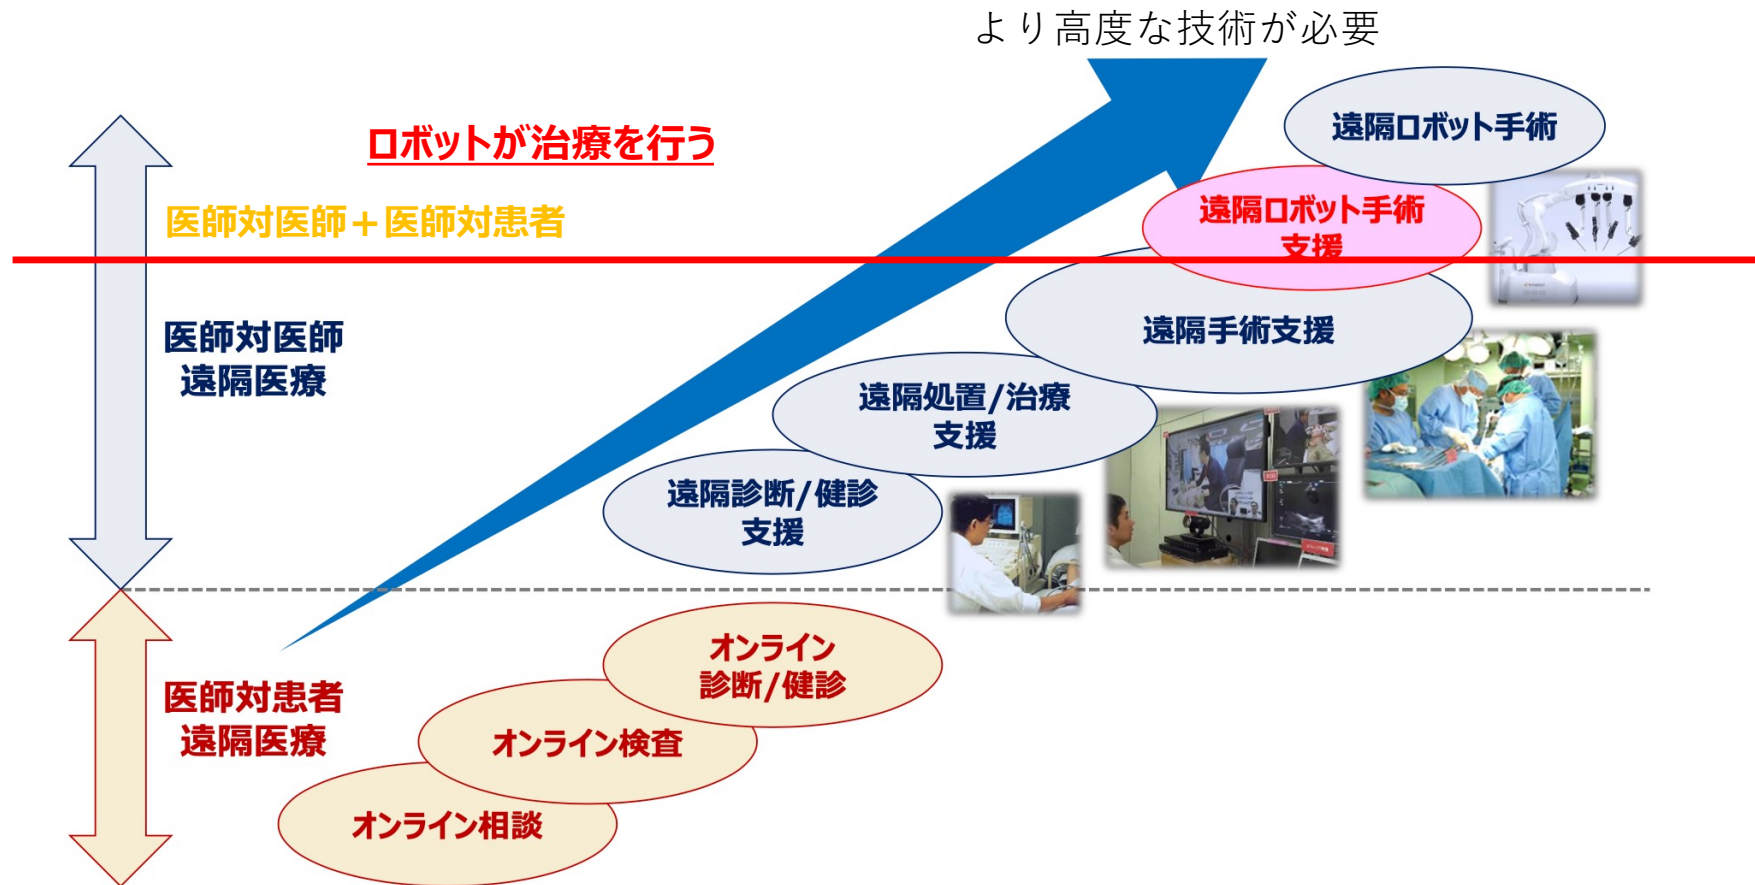 より高度な技術が必要
遠隔ロボット手術
ロボットが治療を行う
遠隔ロボット手術
支援
医師対医師＋医師対患者
医師対医師
遠隔医療
遠隔手術支援
遠隔処置/治療
支援
遠隔診断/健診
支援
オンライン
診断/健診
医師対患者
遠隔医療
オンライン検査
オンライン相談